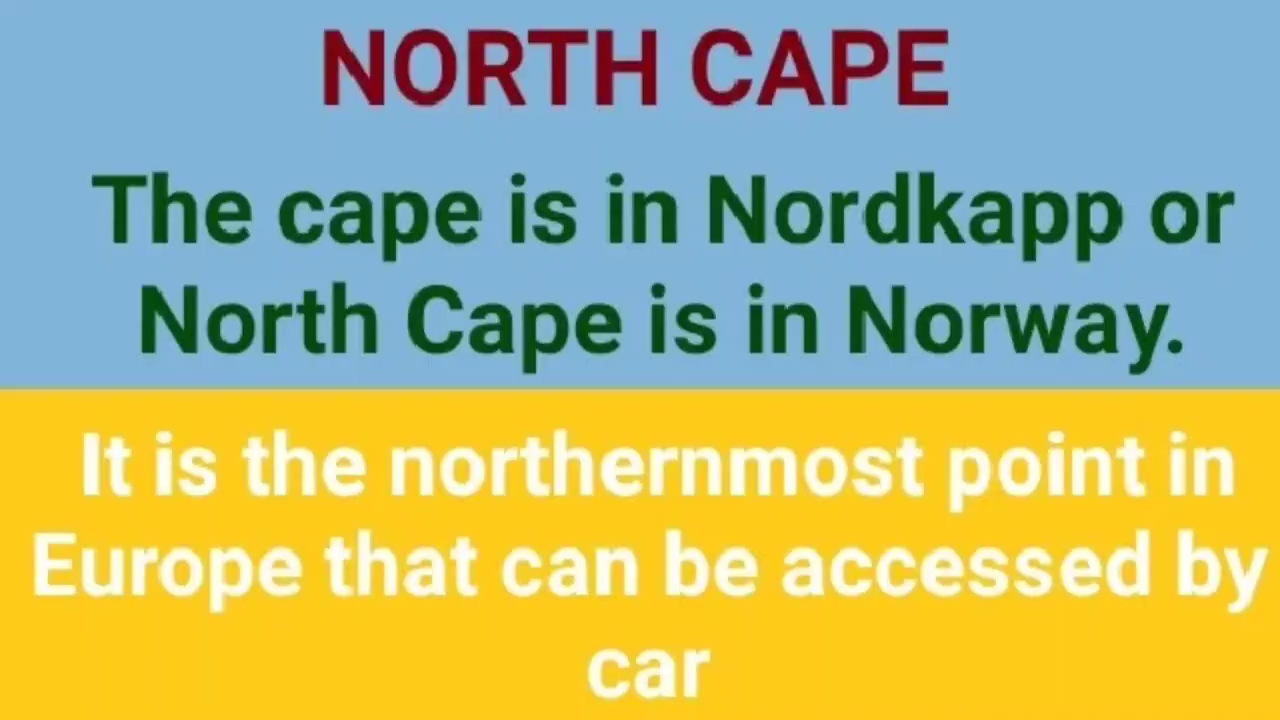 NORTH CAPE
The cape is in Nordkapp or
North Cape is in Norway.
It is the northernmost point in
Europe that can be accessed by
car